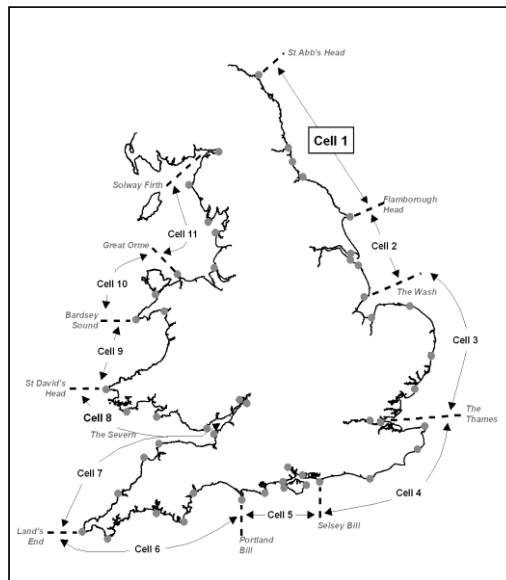 St Abb's Head
Cell 1
Solway Firth
Flamborough
Head
Cell 11
Great Orme
Cell 2
Cell 10
The Wash
Bardsey
Sound
Cell 3
Cell 9
St David's
Head
Cell 8
The
Thames
The Severn
Cell 7
Cell 4
Cell 5
Selsey Bill
Land's
End
Cell 6
Portland
Bill